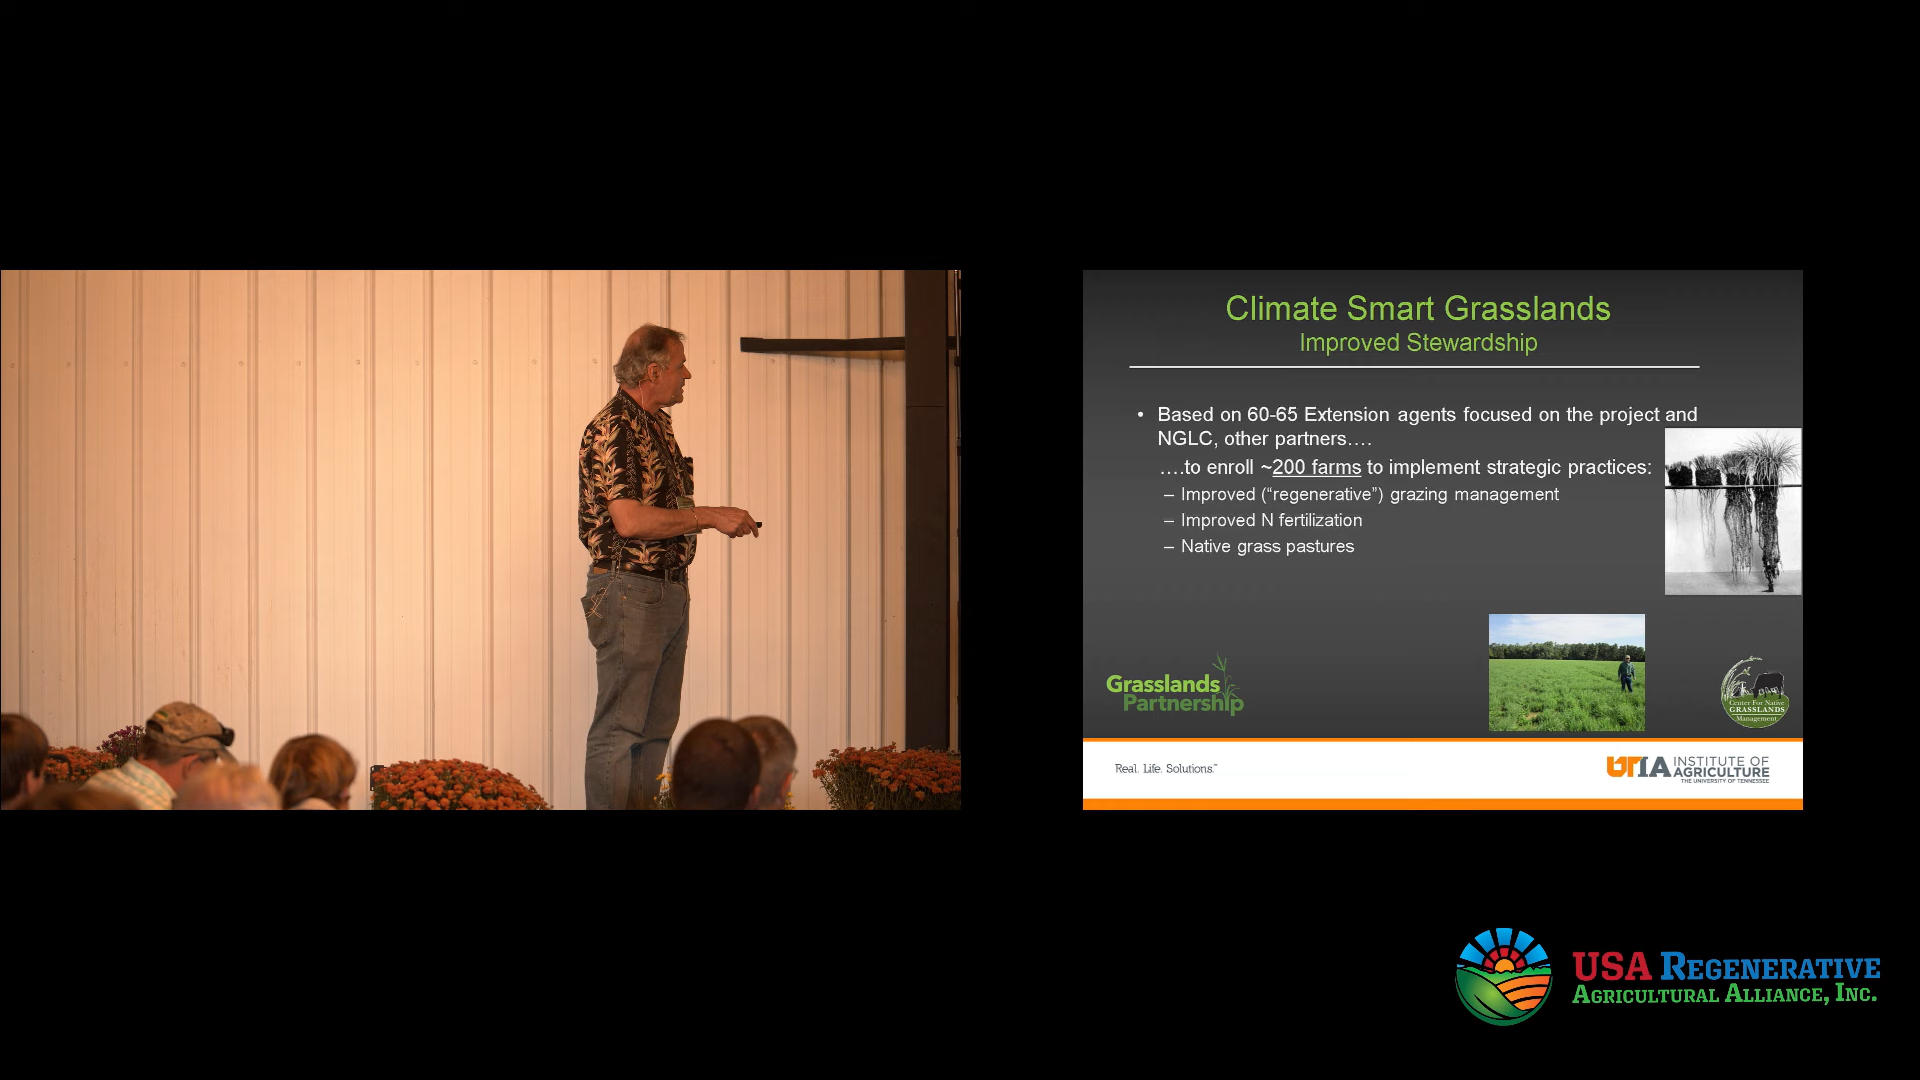 Climate Smart Grasslands
Improved Stewardship
• Based on 60-65 Extension agents focused on the project and
NGLC, other partners….
….to enroll ~200 farms to implement strategic practices:
– Improved (“regenerative”) grazing management
– Improved N fertilization
– Native grass pastures
Grasslands
Partnership
Center For Native
GRASSLANDS
Management
Real. Life. Solutions.™
UTIA INSTITUTE OF
AGRICULTURE
THE UNIVERSITY OF TENNESSEE
USA REGENERATIVE
AGRICULTURAL ALLIANCE, INC.